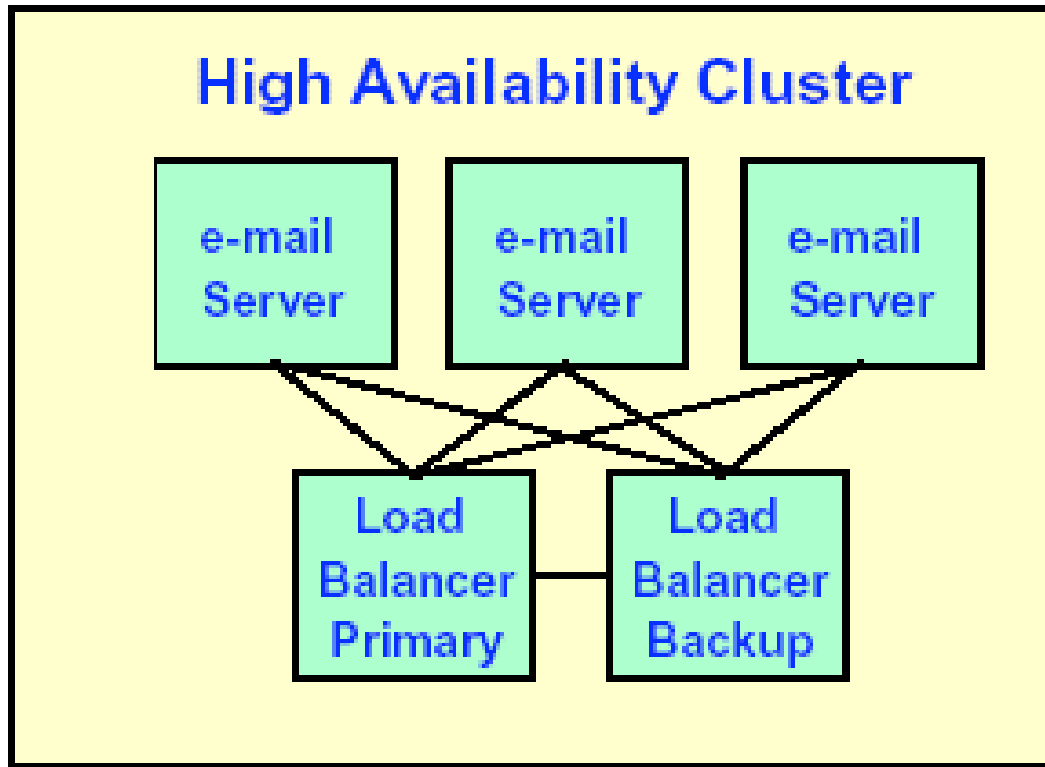 High Availability Cluster
e-mail
Server
e-mail
Server
e-mail
Server
Load
Balancer
Primary
Load
Balancer
Backup